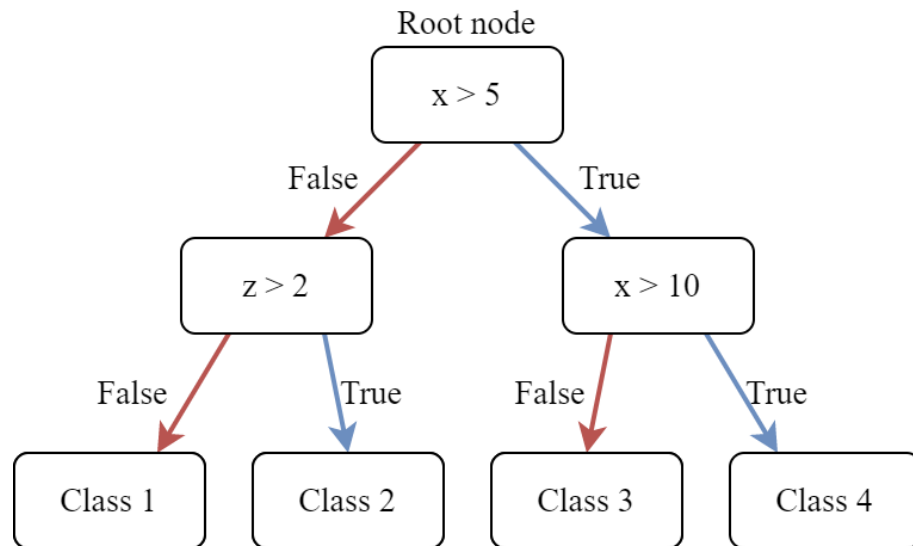 Root node
x > 5
False
True
z > 2
x > 10
False
True
False
True
Class 1
Class 2
Class 3
Class 4